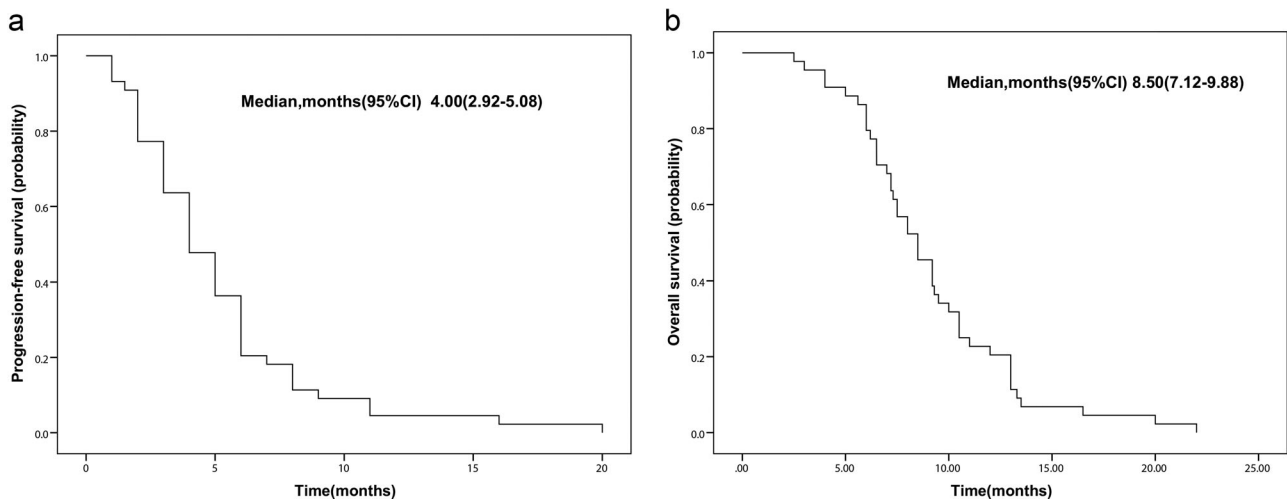 a
Median,months(95%CI) 4.00(2.92-5.08)
Progression-free survival (probability)
1.0
0.8
0.6
0.4
0.2
0.0
0
5
10
15
20
Time(months)
b
Median,months(95%CI) 8.50(7.12-9.88)
Overall survival (probability)
1.0
0.8
0.6
0.4
0.2
0.0
.00
5.00
10.00
15.00
20.00
25.00
Time(months)